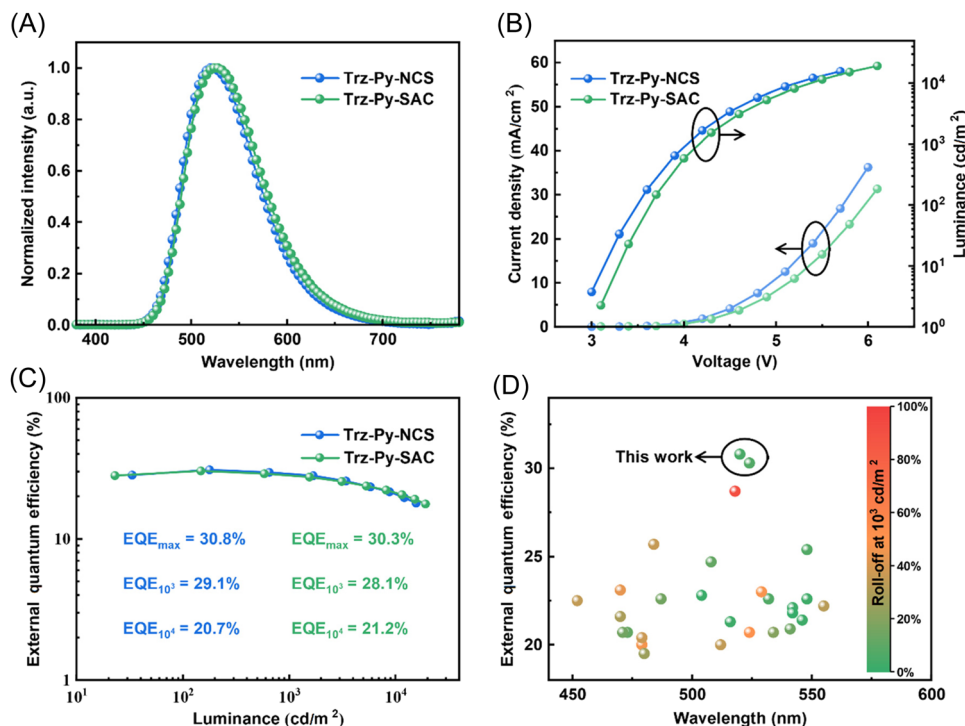 (A)
Normalized intensity (a.u.)
1.0
0.8
0.6
0.4
0.2
0.0
Trz-Py-NCS
Trz-Py-SAC
400
500
600
700
Wavelength (nm)
(B)
Current density (mA/cm²)
60
50
40
30
20
10
0
Trz-Py-NCS
Trz-Py-SAC
10⁴
10³
10²
10¹
10⁰
Luminance (cd/m²)
3
4
5
6
Voltage (V)
(C)
External quantum efficiency (%)
100
10
1
Trz-Py-NCS
Trz-Py-SAC
EQEmax = 30.8%
EQEmax = 30.3%
EQE10³ = 29.1%
EQE10³ = 28.1%
EQE10⁴ = 20.7%
EQE10⁴ = 21.2%
10¹
10²
10³
10⁴
Luminance (cd/m²)
(D)
External quantum efficiency (%)
30
25
20
This work
Roll-off at 10³ cd/m²
100%
80%
60%
40%
20%
0%
450
500
550
600
Wavelength (nm)